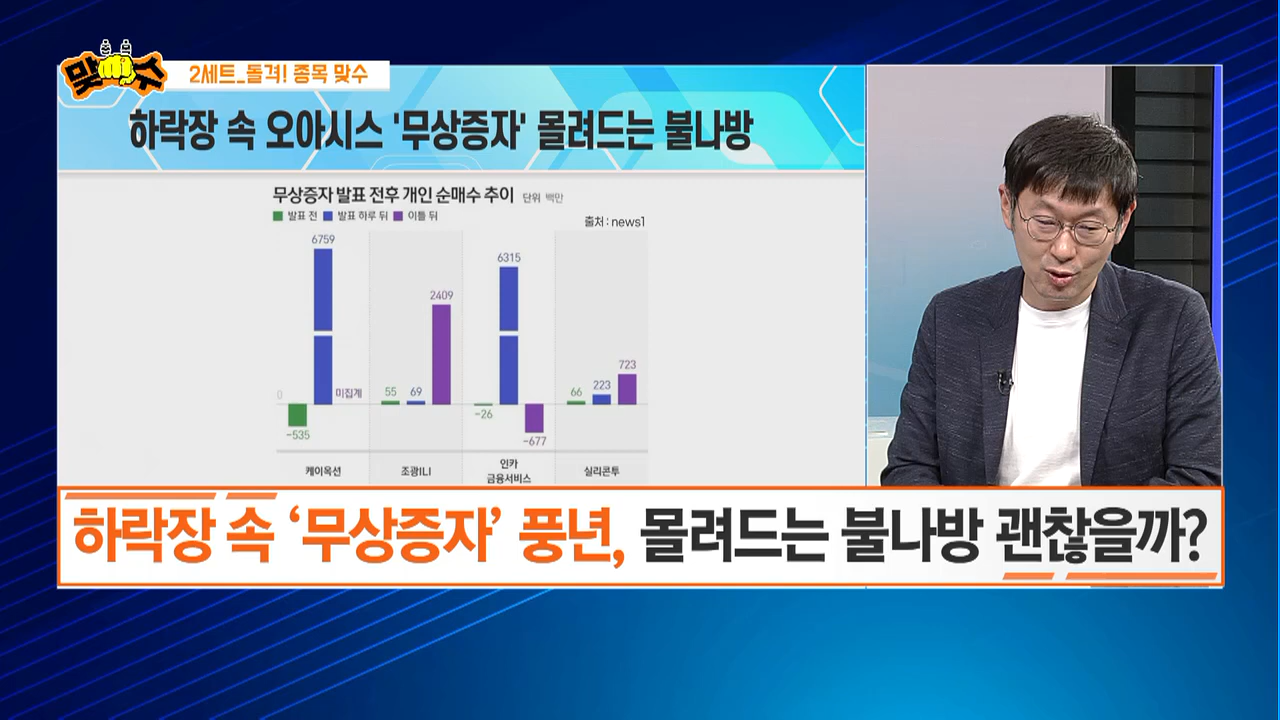 맞수
2세트_돌격! 종목 맞수
하락장 속 오아시스 '무상증자' 몰려드는 불나방
무상증자 발표 전후 개인 순매수 추이 단위 백만
발표 전 발표 하루 뒤 이틀 뒤
출처 : news1
0 -535 6759 미집계
55 69 2409
-26 6315 -677
66 223 723
케이옥션 조광ILI 인카 실리콘투
금융서비스
하락장 속 ‘무상증자’ 풍년, 몰려드는 불나방 괜찮을까?